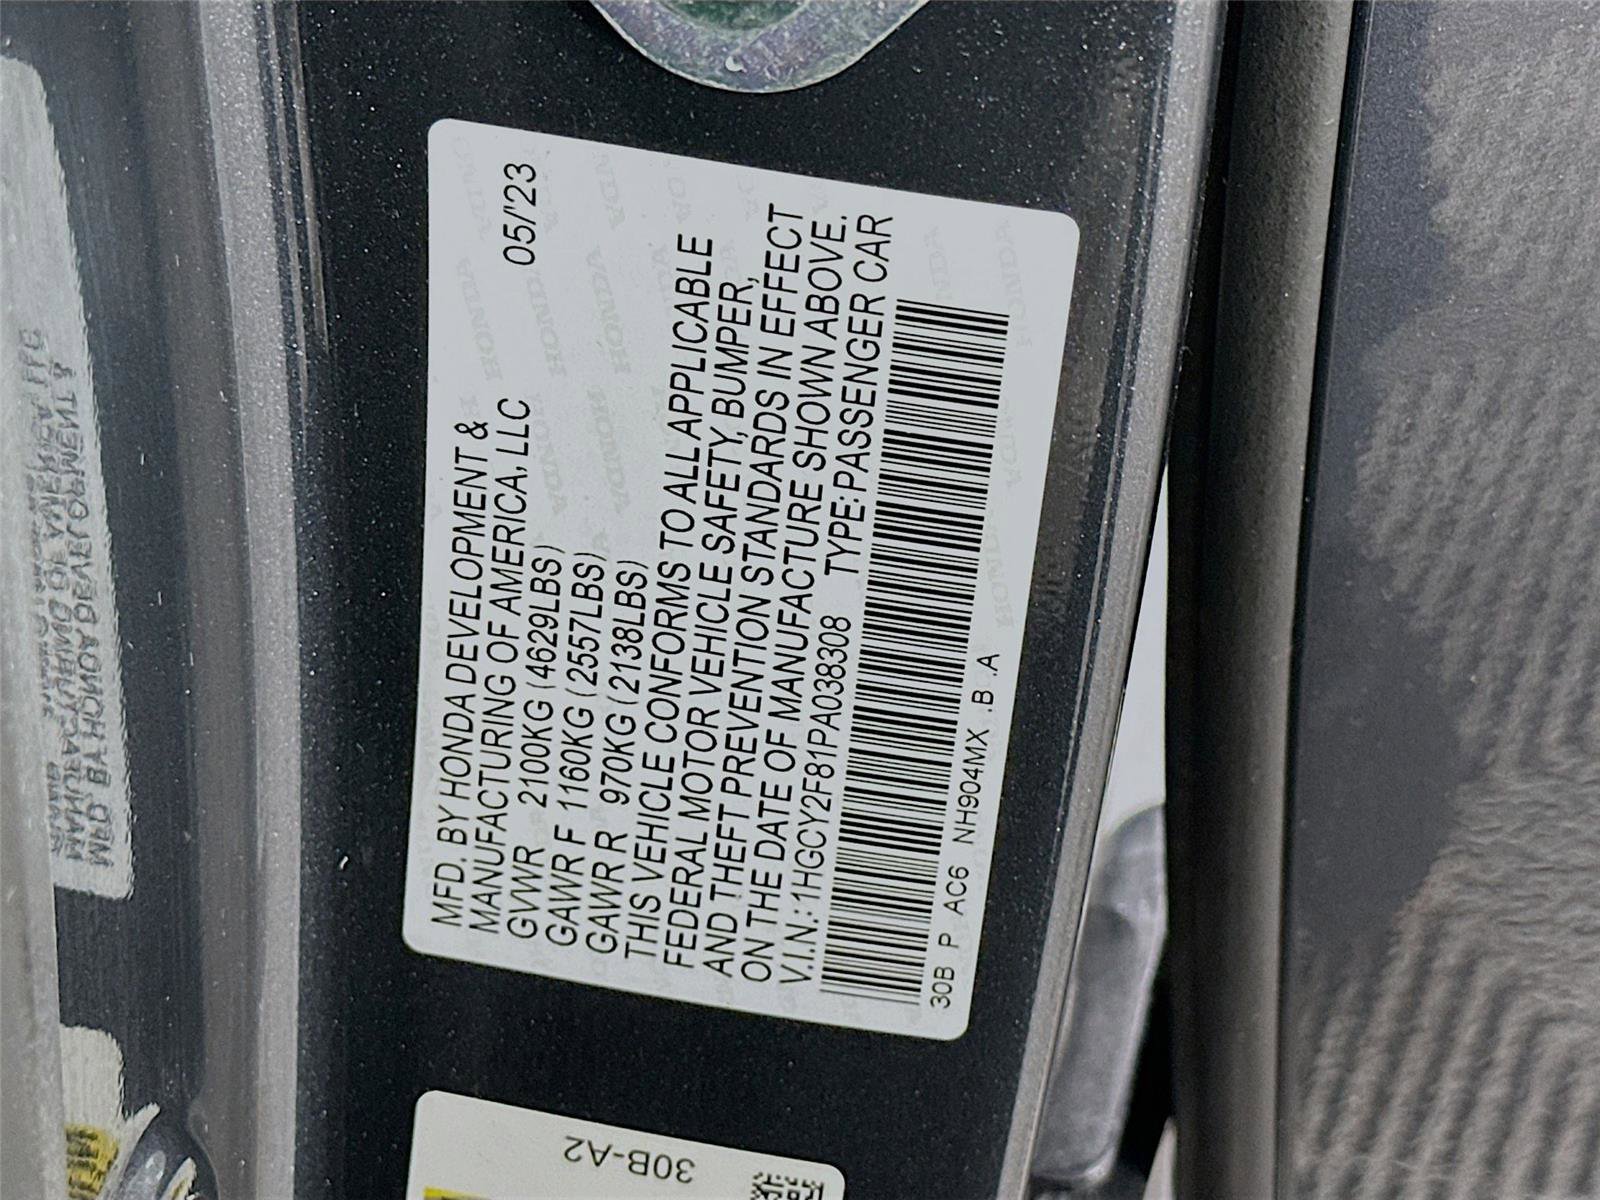 MFD. BY HONDA DEVELOPMENT & 05/'23
MANUFACTURING OF AMERICA, LLC
GVWR 2100KG (4629LBS)
GAWR F 1160KG (2557LBS)
GAWR R 970KG (2138LBS)
THIS VEHICLE CONFORMS TO ALL APPLICABLE
FEDERAL MOTOR VEHICLE SAFETY, BUMPER,
AND THEFT PREVENTION STANDARDS IN EFFECT
ON THE DATE OF MANUFACTURE SHOWN ABOVE.
V.I.N.: 1HGCY2F81PA038308 TYPE: PASSENGER CAR
30B P AC6 NH904MX .B .A
30B-A2